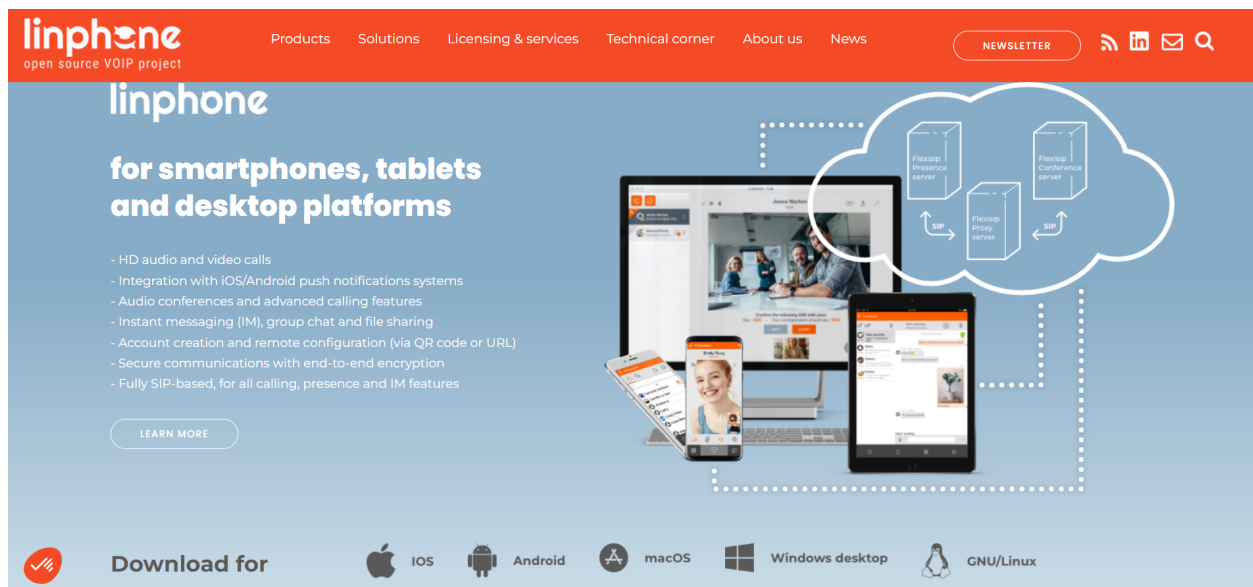 linphone
open source VOIP project
Products Solutions Licensing & services Technical corner About us News
NEWSLETTER
linphone
for smartphones, tablets
and desktop platforms
- HD audio and video calls
- Integration with iOS/Android push notifications systems
- Audio conferences and advanced calling features
- Instant messaging (IM), group chat and file sharing
- Account creation and remote configuration (via QR code or URL)
- Secure communications with end-to-end encryption
- Fully SIP-based, for all calling, presence and IM features
LEARN MORE
Flexisip
Presence
server
Flexisip
Conference
server
Flexisip
Proxy
server
SIP
SIP
Jesse Norton
Emily Percy
Download for
IOS
Android
macOS
Windows desktop
GNU/Linux